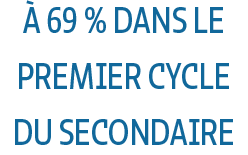 À 69 % DANS LE
PREMIER CYCLE
DU SECONDAIRE